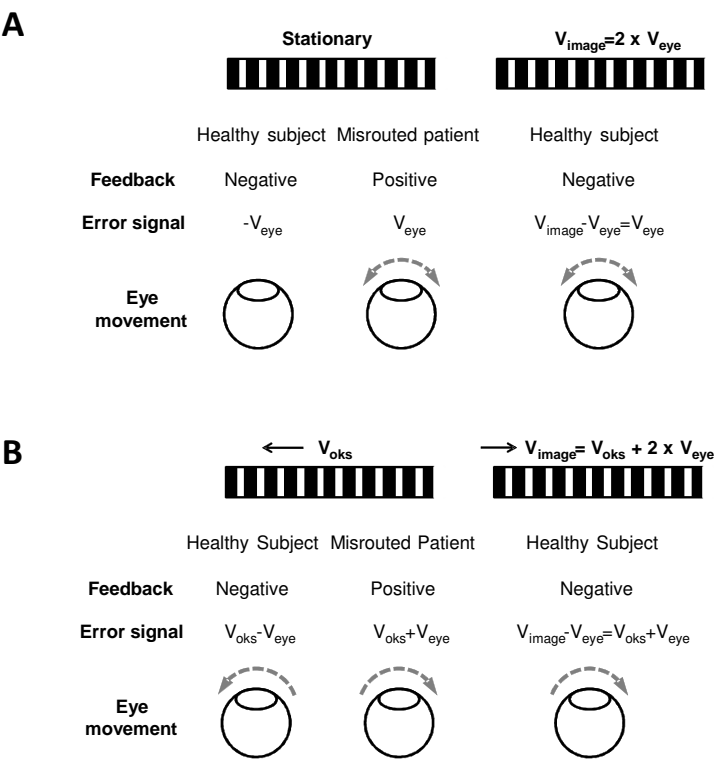 A
Stationary V_image=2 x V_eye
Healthy subject Misrouted patient Healthy subject
Feedback Negative Positive Negative
Error signal -V_eye V_eye V_image-V_eye=V_eye
Eye
movement
B
V_oks V_image= V_oks + 2 x V_eye
Healthy Subject Misrouted Patient Healthy Subject
Feedback Negative Positive Negative
Error signal V_oks-V_eye V_oks+V_eye V_image-V_eye=V_oks+V_eye
Eye
movement